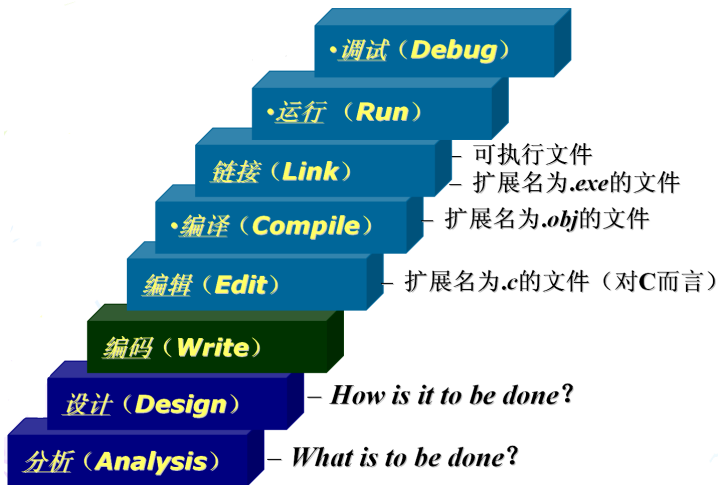 •调试（Debug）
•运行 （Run）
链接（Link）
– 可执行文件
– 扩展名为.exe的文件
•编译（Compile）
– 扩展名为.obj的文件
编辑（Edit）
– 扩展名为.c的文件（对C而言）
编码（Write）
设计（Design）
– How is it to be done？
分析（Analysis）
– What is to be done？